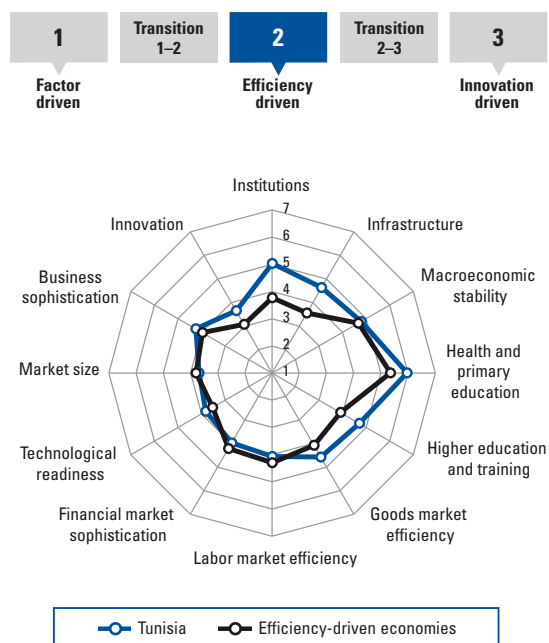 1
Transition
1–2
2
Transition
2–3
3
Factor
driven
Efficiency
driven
Innovation
driven
Institutions
7
6
5
4
3
2
1
Infrastructure
Macroeconomic
stability
Health and
primary
education
Higher education
and training
Goods market
efficiency
Labor market efficiency
Financial market
sophistication
Technological
readiness
Market size
Business
sophistication
Innovation
Tunisia
Efficiency-driven economies